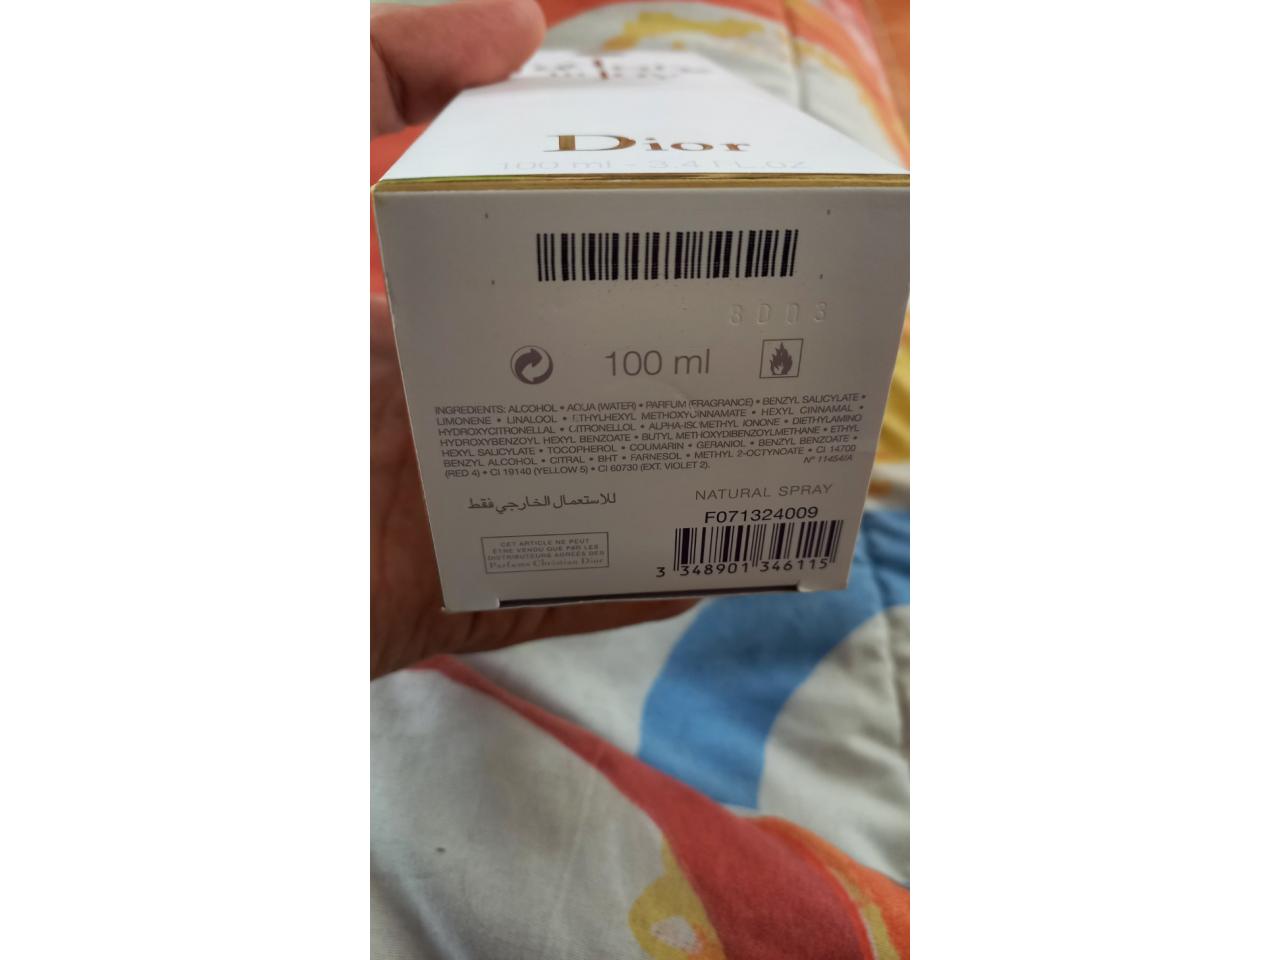 Dior
100 ml - 3.4 FL.OZ
8D03
100 ml
INGREDIENTS: ALCOHOL • AQUA (WATER) • PARFUM (FRAGRANCE) • BENZYL SALICYLATE •
LIMONENE • LINALOOL • ETHYLHEXYL METHOXYCINNAMATE • HEXYL CINNAMAL •
HYDROXYCITRONELLAL • CITRONELLOL • ALPHA-ISOMETHYL IONONE • DIETHYLAMINO
HYDROXYBENZOYL HEXYL BENZOATE • BUTYL METHOXYDIBENZOYLMETHANE • ETHYL
HEXYL SALICYLATE • TOCOPHEROL • COUMARIN • GERANIOL • BENZYL BENZOATE •
BENZYL ALCOHOL • CITRAL • BHT • FARNESOL • METHYL 2-OCTYNOATE • CI 14700
(RED 4) • CI 19140 (YELLOW 5) • CI 60730 (EXT. VIOLET 2). N° 11454/A
للاستعمال الخارجي فقط
NATURAL SPRAY
F071324009
CET ARTICLE NE PEUT
ETRE VENDU QUE PAR LES
DISTRIBUTEURS AGREES DES
Parfums Christian Dior
3 348901 346115